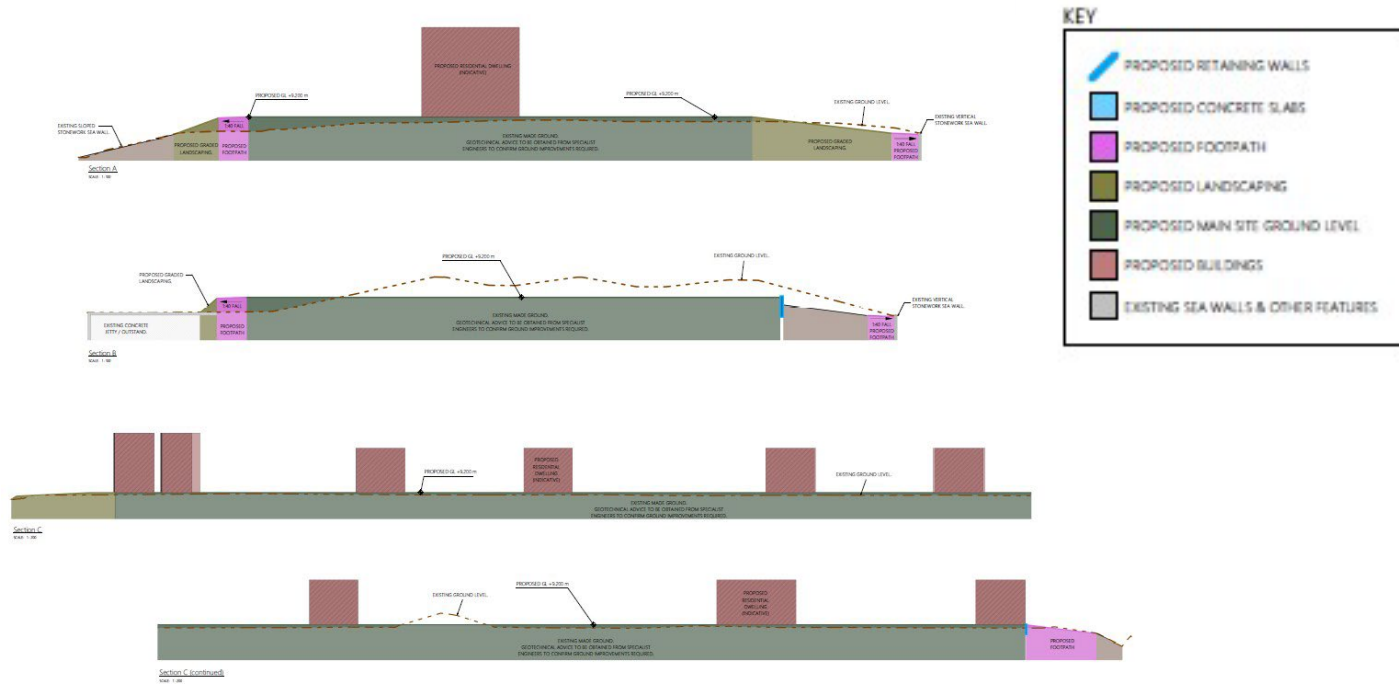 KEY
PROPOSED RETAINING WALLS
PROPOSED CONCRETE SLABS
PROPOSED FOOTPATH
PROPOSED LANDSCAPING
PROPOSED MAIN SITE GROUND LEVEL
PROPOSED BUILDINGS
EXISTING SEA WALLS & OTHER FEATURES
PROPOSED RESIDENTIAL DWELLING
(INDICATIVE)
PROPOSED GL +9.200 m
PROPOSED GL +9.200 m
EXISTING GROUND LEVEL.
EXISTING SLOPED
STONEWORK SEA WALL.
EXISTING VERTICAL
STONEWORK SEA WALL.
1:40 FALL
PROPOSED
FOOTPATH
PROPOSED GRADED
LANDSCAPING.
EXISTING MADE GROUND.
GEOTECHNICAL ADVICE TO BE OBTAINED FROM SPECIALIST
ENGINEERS TO CONFIRM GROUND IMPROVEMENTS REQUIRED.
PROPOSED GRADED
LANDSCAPING.
1:40 FALL
PROPOSED
FOOTPATH
Section A
PROPOSED GL +9.200 m
EXISTING GROUND LEVEL.
PROPOSED GRADED
LANDSCAPING.
EXISTING VERTICAL
STONEWORK SEA WALL.
1:40 FALL
PROPOSED
FOOTPATH
EXISTING CONCRETE
JETTY / OUTSTAND.
EXISTING MADE GROUND.
GEOTECHNICAL ADVICE TO BE OBTAINED FROM SPECIALIST
ENGINEERS TO CONFIRM GROUND IMPROVEMENTS REQUIRED.
1:40 FALL
PROPOSED
FOOTPATH
Section B
PROPOSED
RESIDENTIAL
DWELLING
(INDICATIVE)
PROPOSED GL +9.200 m
EXISTING GROUND LEVEL.
EXISTING MADE GROUND.
GEOTECHNICAL ADVICE TO BE OBTAINED FROM SPECIALIST
ENGINEERS TO CONFIRM GROUND IMPROVEMENTS REQUIRED.
Section C
EXISTING GROUND LEVEL.
PROPOSED GL +9.200 m
PROPOSED
RESIDENTIAL
DWELLING
(INDICATIVE)
EXISTING MADE GROUND.
GEOTECHNICAL ADVICE TO BE OBTAINED FROM SPECIALIST
ENGINEERS TO CONFIRM GROUND IMPROVEMENTS REQUIRED.
PROPOSED
FOOTPATH
Section C (continued)